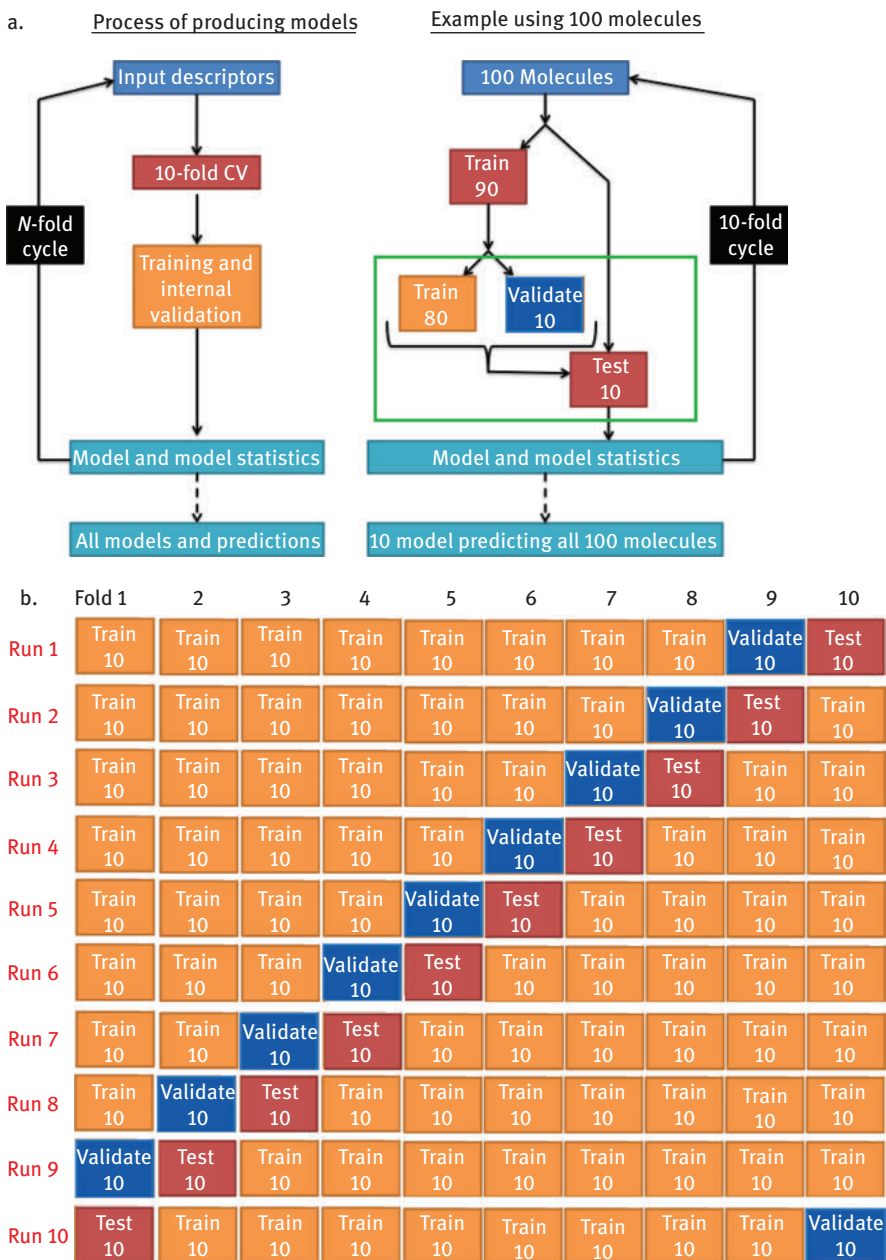 a.
Process of producing models
Example using 100 molecules
Input descriptors
10-fold CV
N-fold
cycle
Training and
internal
validation
Model and model statistics
All models and predictions
100 Molecules
Train
90
10-fold
cycle
Train
80
Validate
10
Test
10
Model and model statistics
10 model predicting all 100 molecules
b.
Fold 1 2 3 4 5 6 7 8 9 10
Run 1
Train Train Train Train Train Train Train Train Validate Test
10 10 10 10 10 10 10 10 10 10
Run 2
Train Train Train Train Train Train Train Validate Test Train
10 10 10 10 10 10 10 10 10 10
Run 3
Train Train Train Train Train Train Validate Test Train Train
10 10 10 10 10 10 10 10 10 10
Run 4
Train Train Train Train Train Validate Test Train Train Train
10 10 10 10 10 10 10 10 10 10
Run 5
Train Train Train Train Validate Test Train Train Train Train
10 10 10 10 10 10 10 10 10 10
Run 6
Train Train Train Validate Test Train Train Train Train Train
10 10 10 10 10 10 10 10 10 10
Run 7
Train Train Validate Test Train Train Train Train Train Train
10 10 10 10 10 10 10 10 10 10
Run 8
Train Validate Test Train Train Train Train Train Train Train
10 10 10 10 10 10 10 10 10 10
Run 9
Validate Test Train Train Train Train Train Train Train Train
10 10 10 10 10 10 10 10 10 10
Run 10
Test Train Train Train Train Train Train Train Train Validate
10 10 10 10 10 10 10 10 10 10